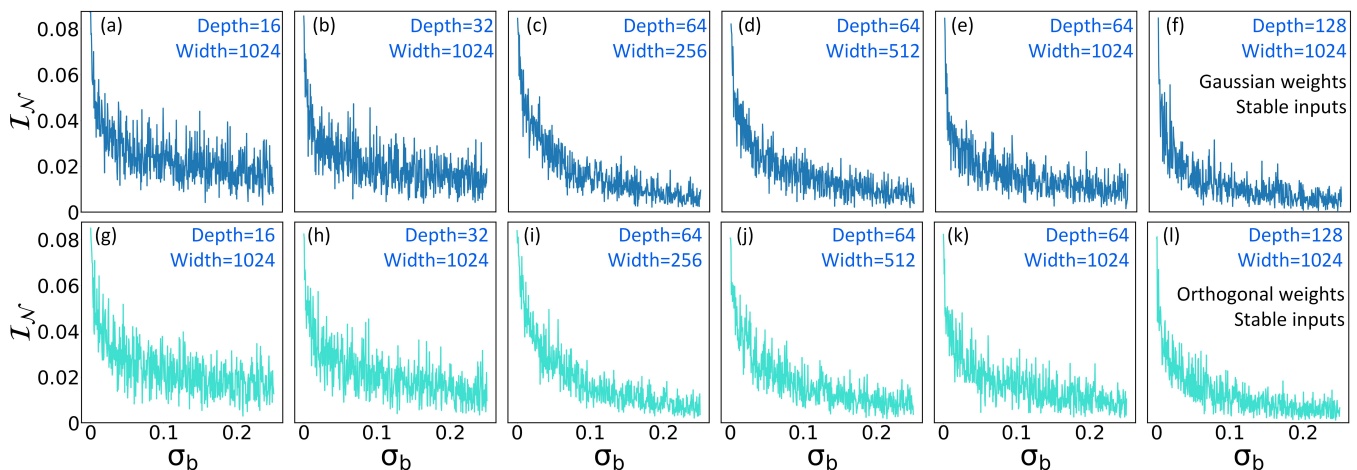 (a) Depth=16
Width=1024
(b) Depth=32
Width=1024
(c) Depth=64
Width=256
(d) Depth=64
Width=512
(e) Depth=64
Width=1024
(f) Depth=128
Width=1024
Gaussian weights
Stable inputs
0.08
0.06
0.04
0.02
0
I_N
(g) Depth=16
Width=1024
(h) Depth=32
Width=1024
(i) Depth=64
Width=256
(j) Depth=64
Width=512
(k) Depth=64
Width=1024
(l) Depth=128
Width=1024
Orthogonal weights
Stable inputs
0.08
0.06
0.04
0.02
0
I_N
0 0.1 0.2 0 0.1 0.2 0 0.1 0.2 0 0.1 0.2 0 0.1 0.2 0 0.1 0.2
σb σb σb σb σb σb